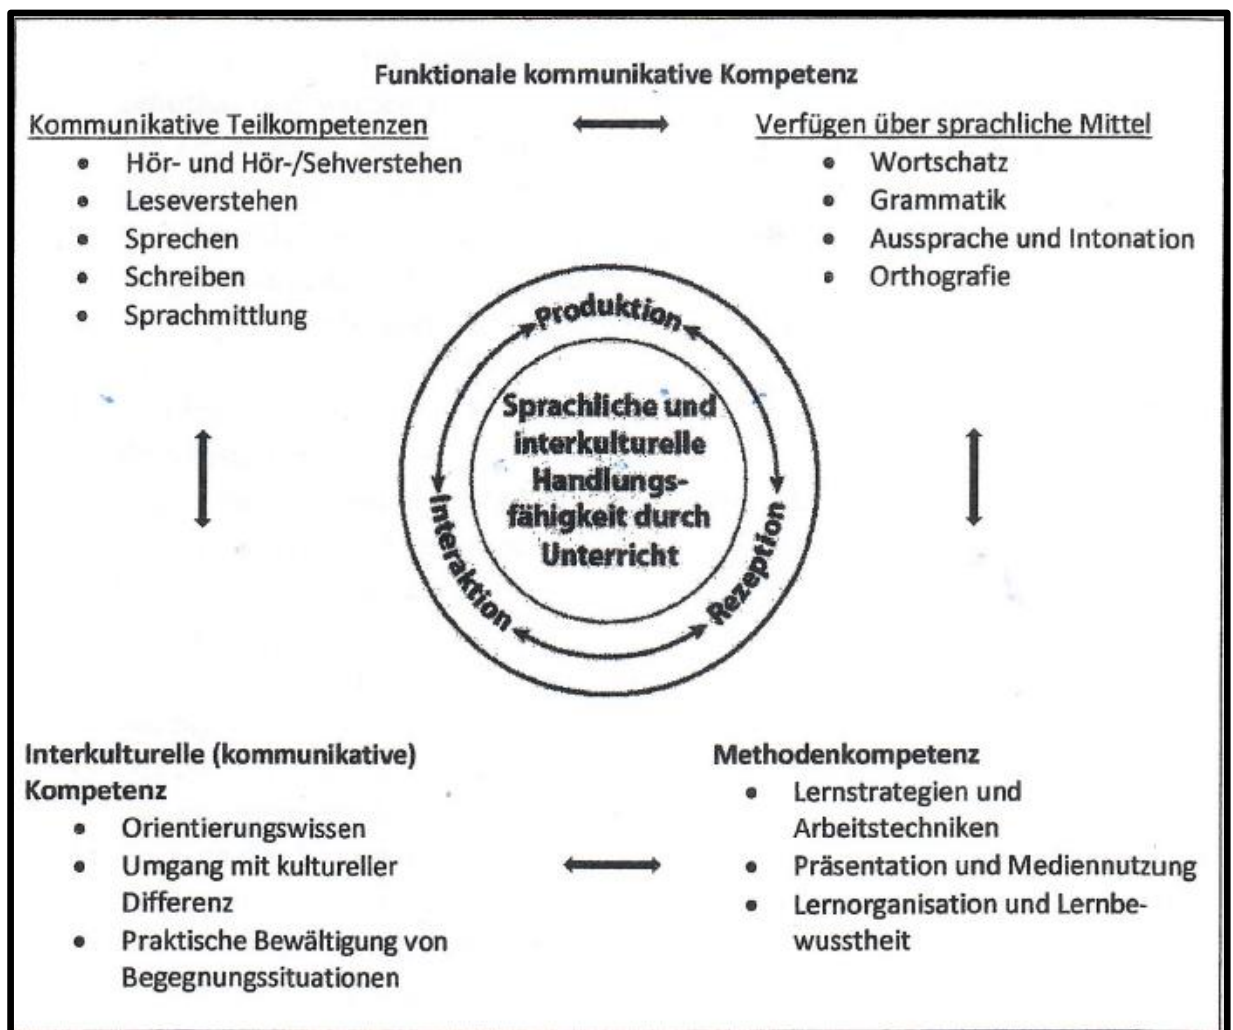 Funktionale kommunikative Kompetenz
Kommunikative Teilkompetenzen
• Hör- und Hör-/Sehverstehen
• Leseverstehen
• Sprechen
• Schreiben
• Sprachmittlung
Verfügen über sprachliche Mittel
• Wortschatz
• Grammatik
• Aussprache und Intonation
• Orthografie
Produktion
Sprachliche und
interkulturelle
Handlungs-
fähigkeit durch
Unterricht
Interaktion
Rezeption
Interkulturelle (kommunikative)
Kompetenz
• Orientierungswissen
• Umgang mit kultureller
Differenz
• Praktische Bewältigung von
Begegnungssituationen
Methodenkompetenz
• Lernstrategien und
Arbeitstechniken
• Präsentation und Mediennutzung
• Lernorganisation und Lernbe-
wusstheit